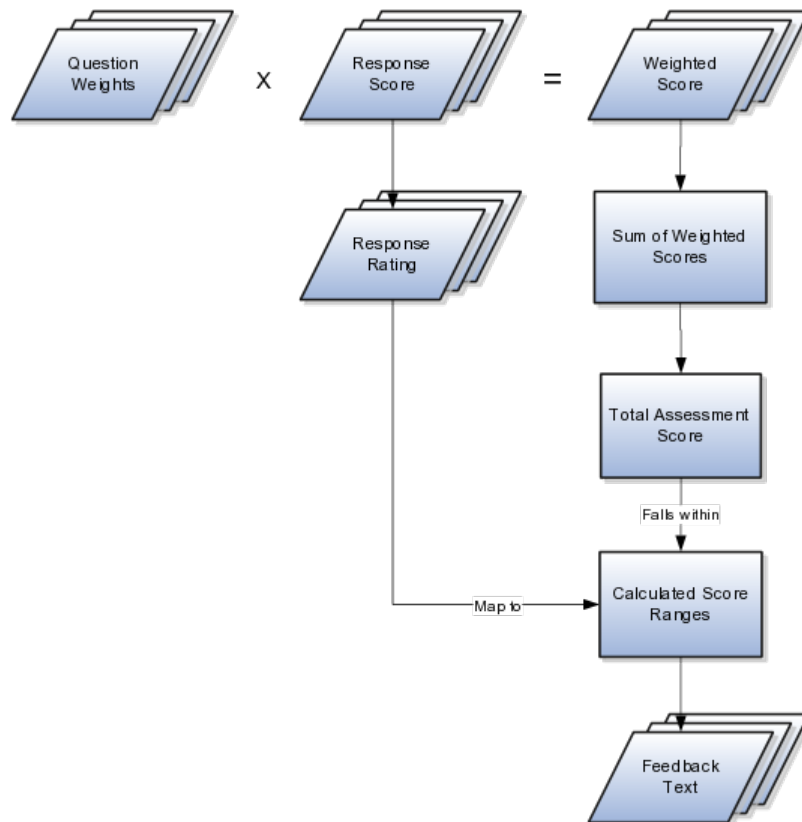 Question
Weights
x
Response
Score
=
Weighted
Score
Response
Rating
Sum of Weighted
Scores
Total Assessment
Score
Falls within
Map to
Calculated Score
Ranges
Feedback
Text